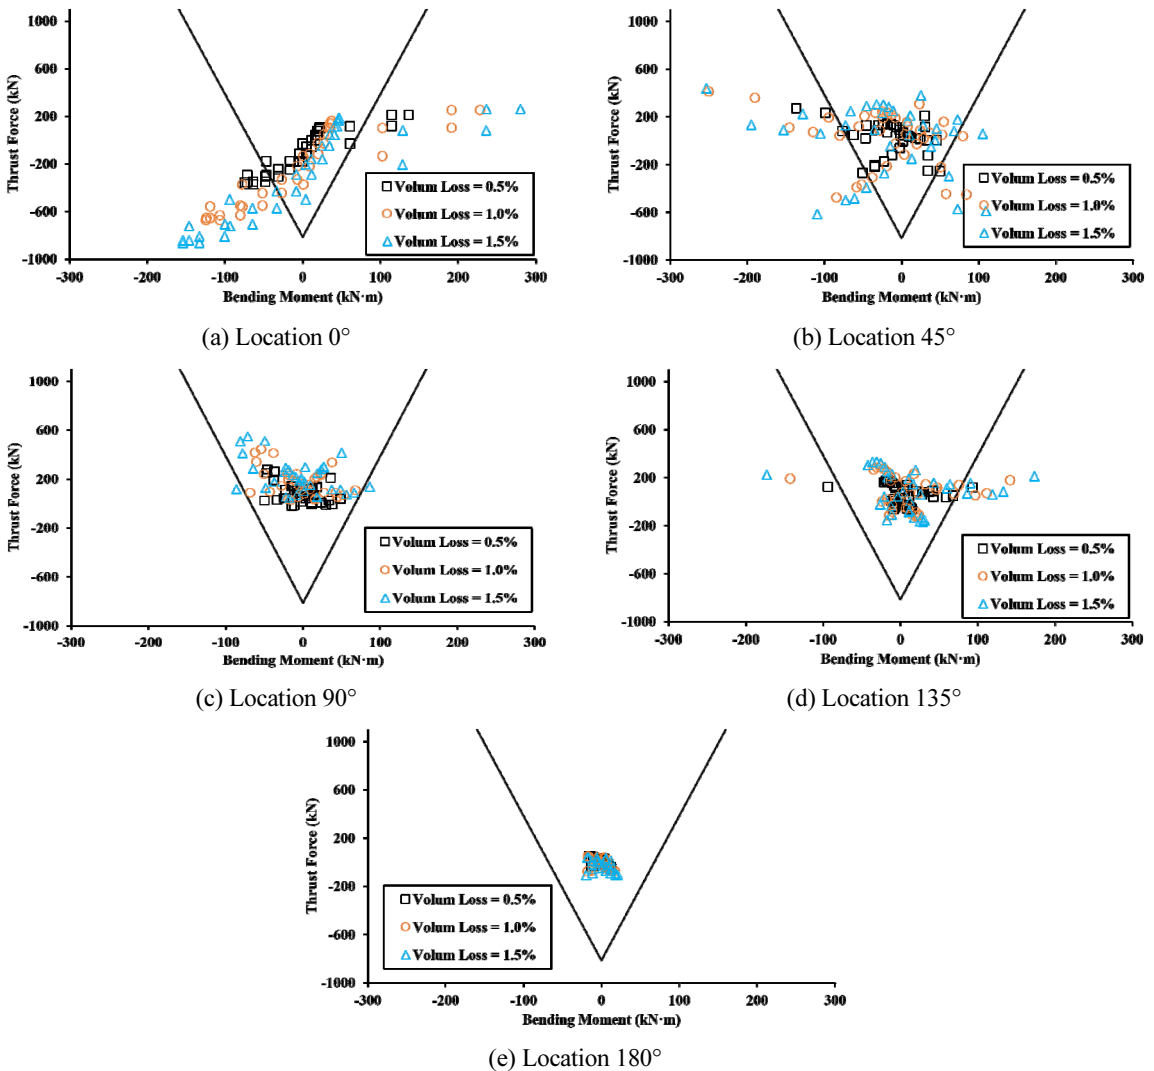 1000
600
200
-200
-600
-1000
Thrust Force (kN)
-300 -200 -100 0 100 200 300
Bending Moment (kN·m)
Volum Loss = 0.5%
Volum Loss = 1.0%
Volum Loss = 1.5%
(a) Location 0°
1000
600
200
-200
-600
-1000
Thrust Force (kN)
-300 -200 -100 0 100 200 300
Bending Moment (kN·m)
Volum Loss = 0.5%
Volum Loss = 1.0%
Volum Loss = 1.5%
(b) Location 45°
1000
600
200
-200
-600
-1000
Thrust Force (kN)
-300 -200 -100 0 100 200 300
Bending Moment (kN·m)
Volum Loss = 0.5%
Volum Loss = 1.0%
Volum Loss = 1.5%
(c) Location 90°
1000
600
200
-200
-600
-1000
Thrust Force (kN)
-300 -200 -100 0 100 200 300
Bending Moment (kN·m)
Volum Loss = 0.5%
Volum Loss = 1.0%
Volum Loss = 1.5%
(d) Location 135°
1000
600
200
-200
-600
-1000
Thrust Force (kN)
-300 -200 -100 0 100 200 300
Bending Moment (kN·m)
Volum Loss = 0.5%
Volum Loss = 1.0%
Volum Loss = 1.5%
(e) Location 180°